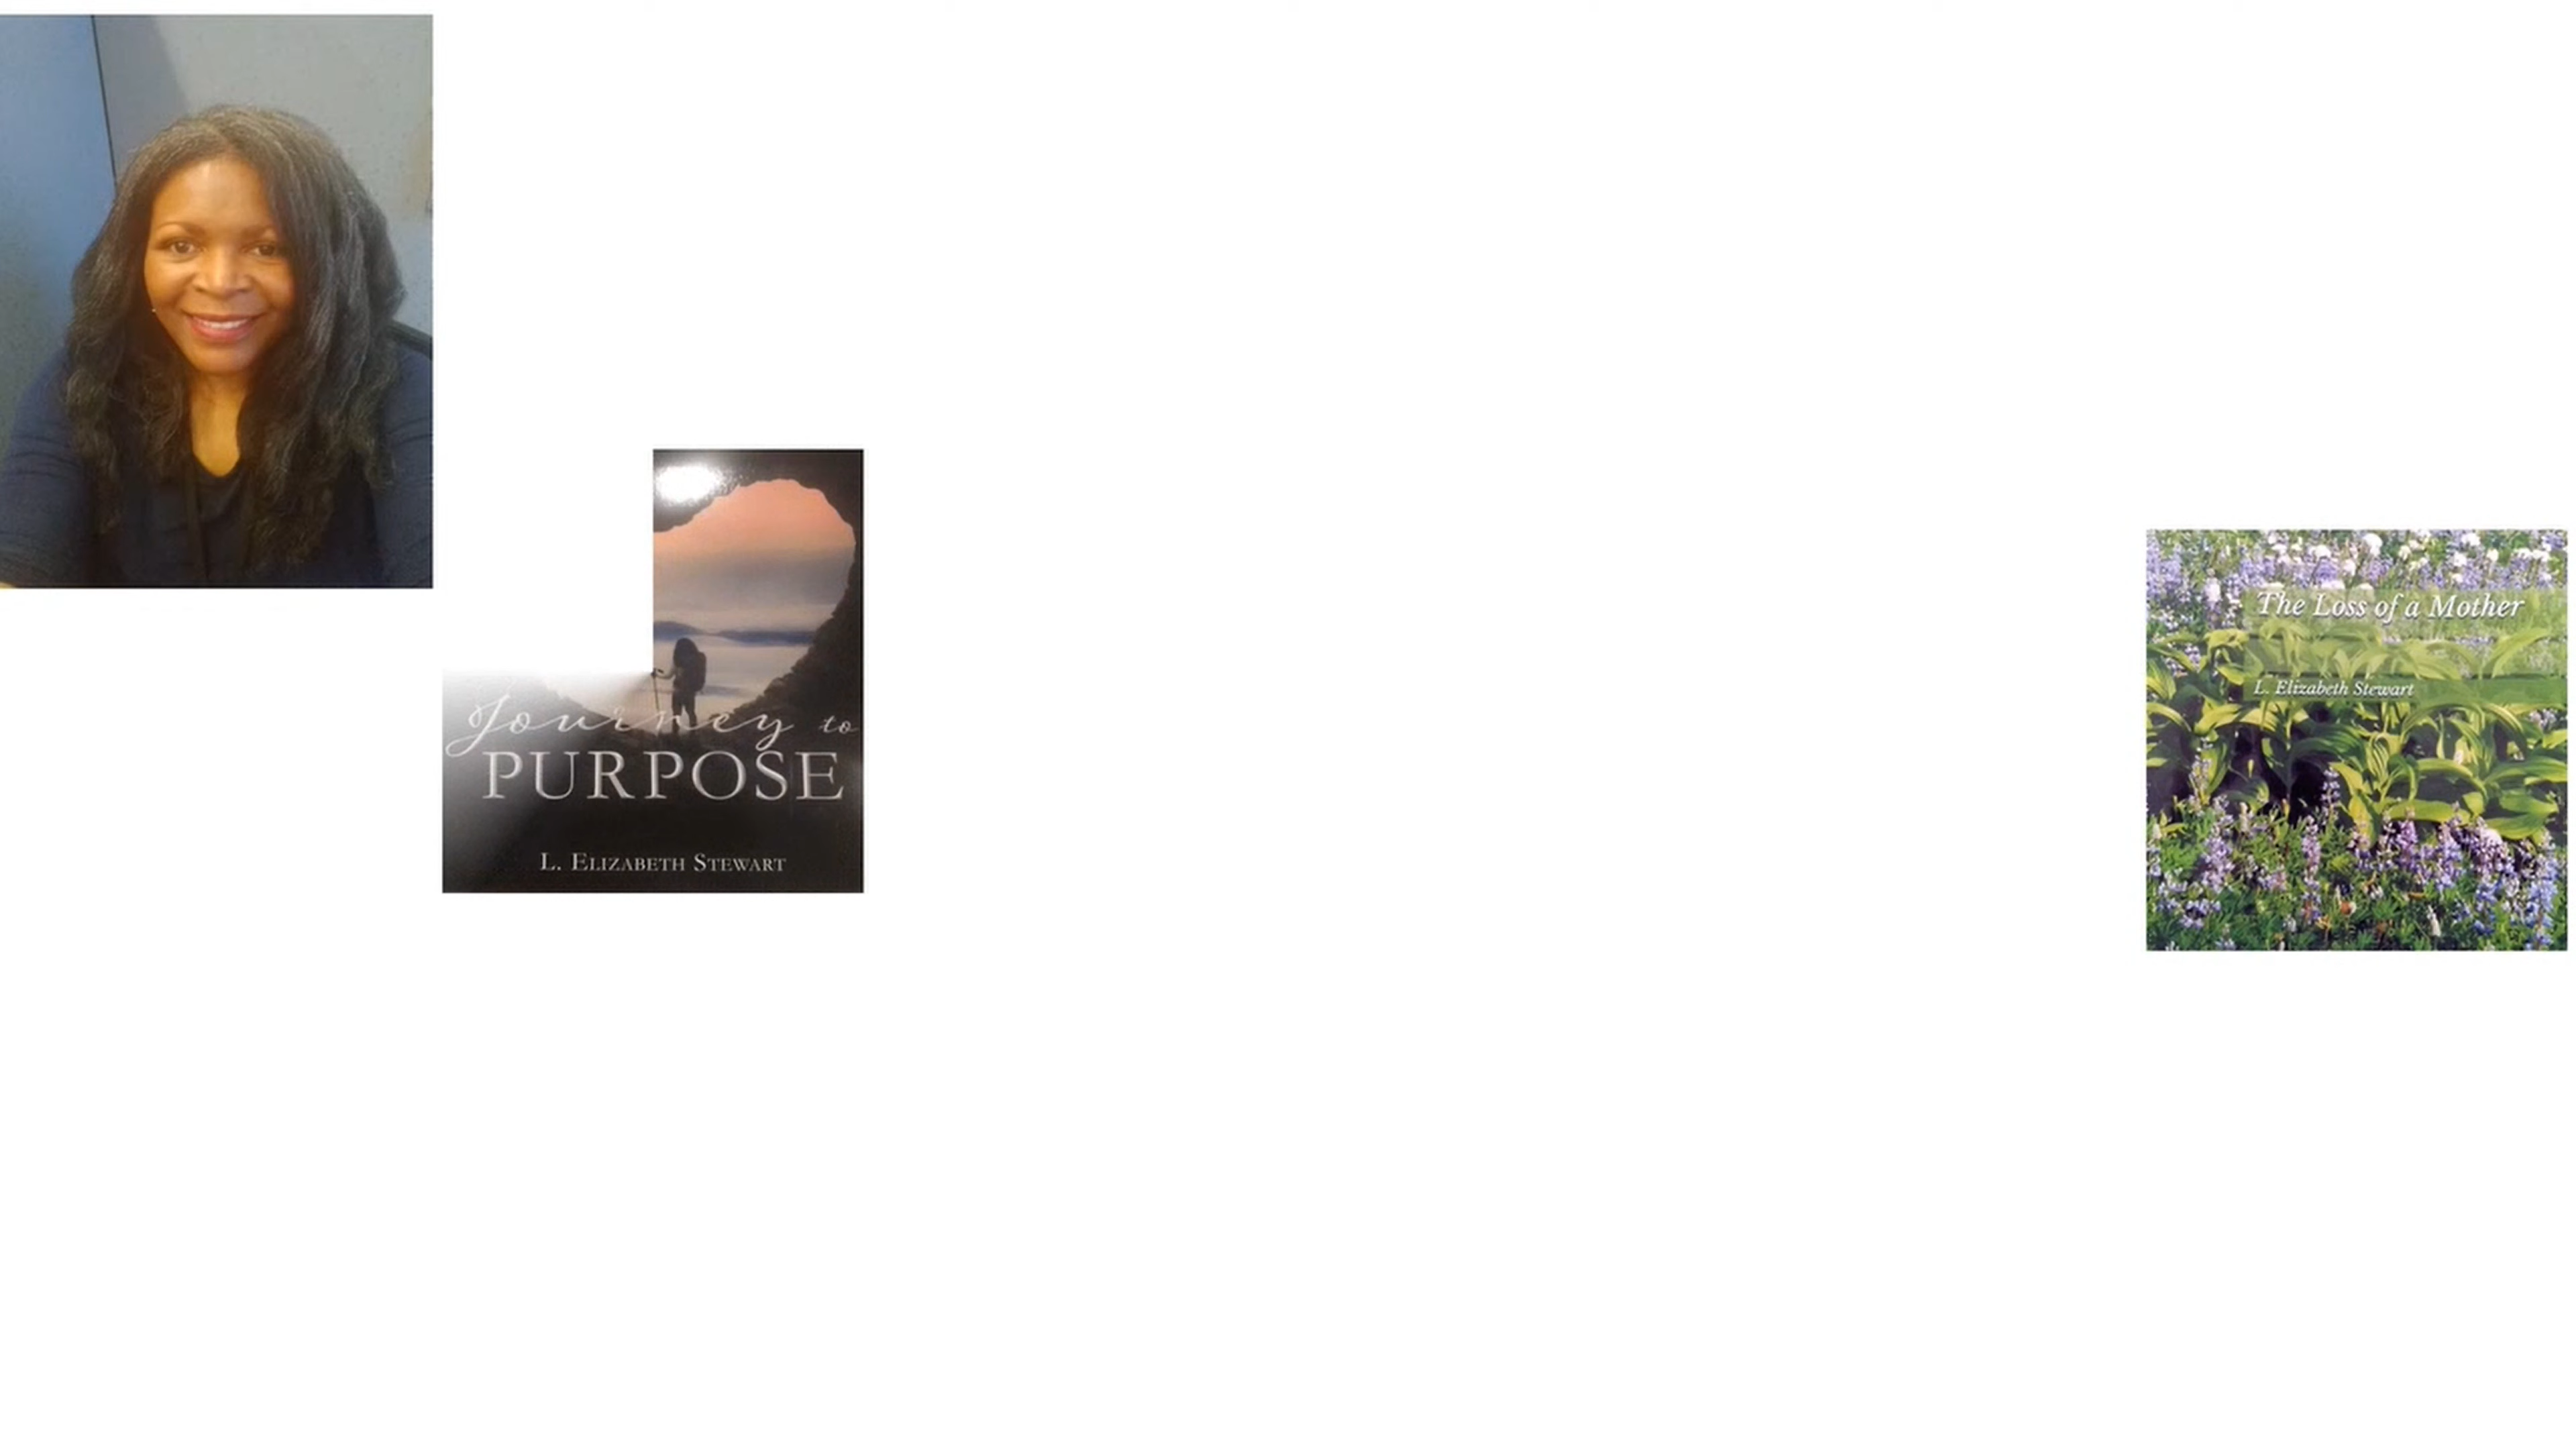 Journey to
PURPOSE
L. ELIZABETH STEWART
The Loss of a Mother
L. Elizabeth Stewart